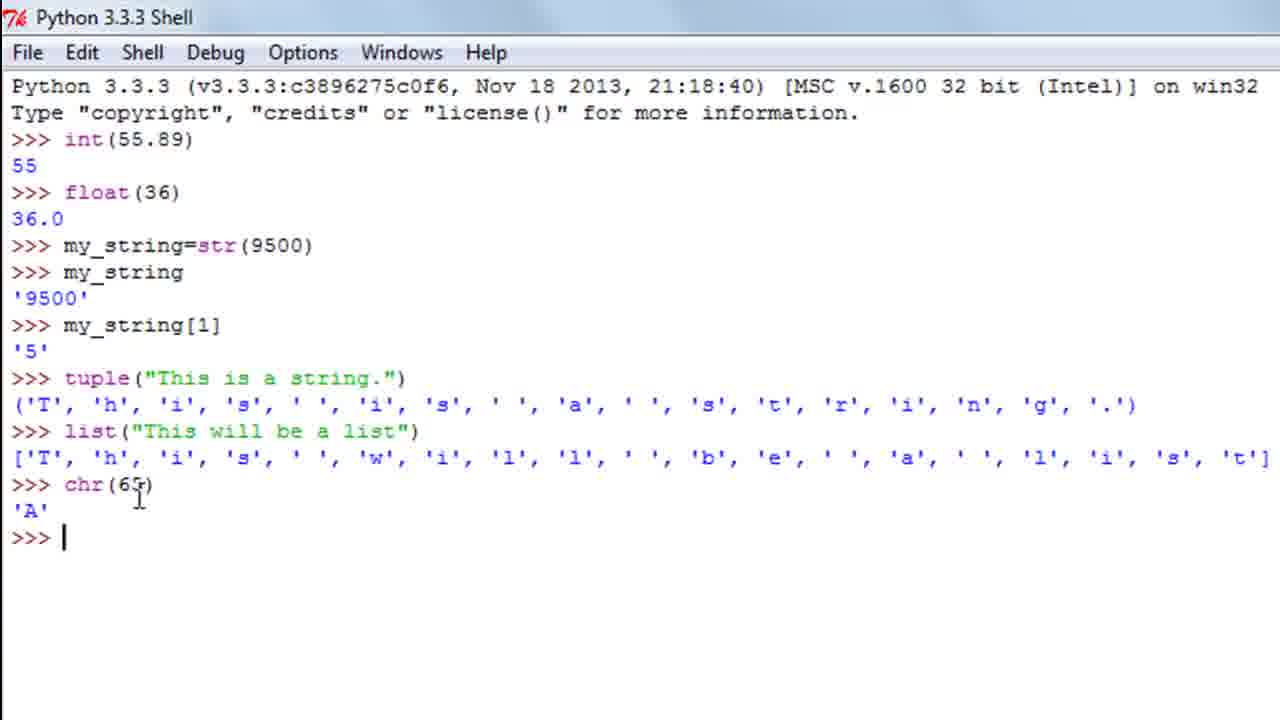 Python 3.3.3 Shell
File Edit Shell Debug Options Windows Help
Python 3.3.3 (v3.3.3:c3896275c0f6, Nov 18 2013, 21:18:40) [MSC v.1600 32 bit (Intel)] on win32
Type "copyright", "credits" or "license()" for more information.
>>> int(55.89)
55
>>> float(36)
36.0
>>> my_string=str(9500)
>>> my_string
'9500'
>>> my_string[1]
'5'
>>> tuple("This is a string.")
('T', 'h', 'i', 's', ' ', 'i', 's', ' ', 'a', ' ', 's', 't', 'r', 'i', 'n', 'g', '.')
>>> list("This will be a list")
['T', 'h', 'i', 's', ' ', 'w', 'i', 'l', 'l', ' ', 'b', 'e', ' ', 'a', ' ', 'l', 'i', 's', 't']
>>> chr(65)
'A'
>>>